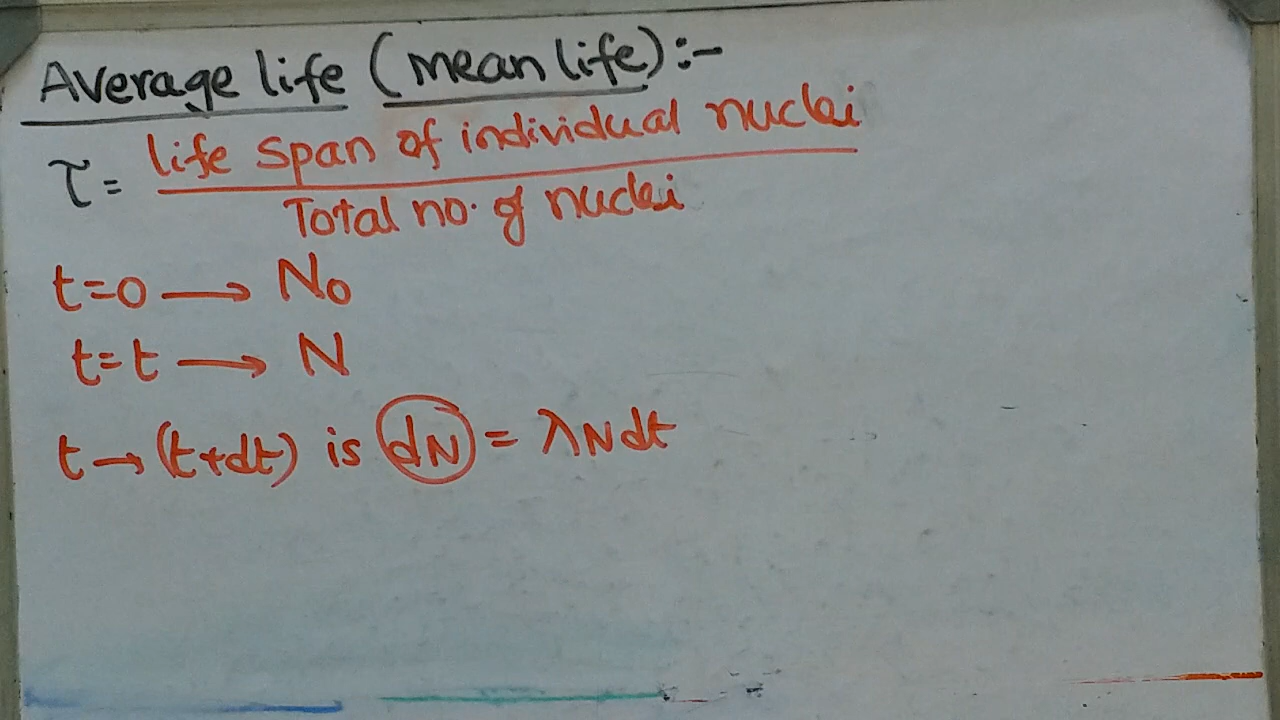 Average life (mean life):-
τ = life span of individual nuclei
Total no. of nuclei
t=0 → N₀
t=t → N
t→(t+dt) is dN = λNdt